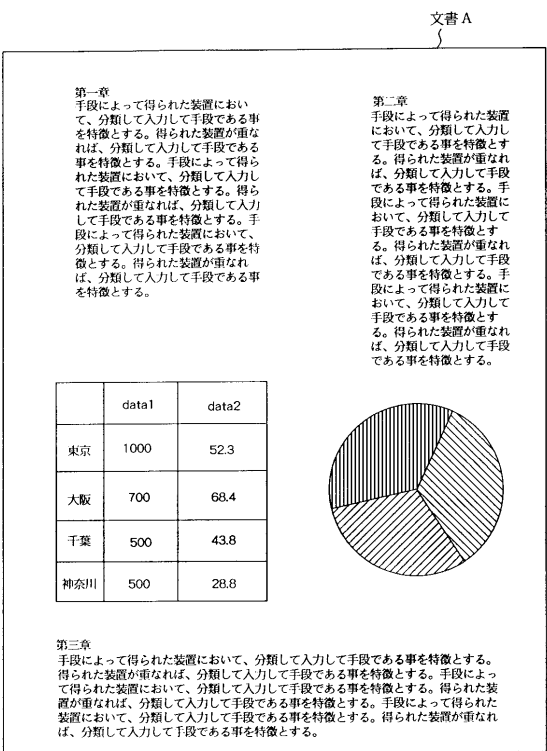 文書A
第一章
手段によって得られた装置におい
て、分類して入力して手段である事
を特徴とする。得られた装置が重な
れば、分類して入力して手段である
事を特徴とする。手段によって得ら
れた装置において、分類して入力し
て手段である事を特徴とする。得ら
れた装置が重なれば、分類して入力
して手段である事を特徴とする。手
段によって得られた装置において、
分類して入力して手段である事を特
徴とする。得られた装置が重なれ
ば、分類して入力して手段である事
を特徴とする。
第二章
手段によって得られた装置
において、分類して入力し
て手段である事を特徴とす
る。得られた装置が重なれ
ば、分類して入力して手段
である事を特徴とする。手
段によって得られた装置に
おいて、分類して入力して
手段である事を特徴とす
る。得られた装置が重なれ
ば、分類して入力して手段
である事を特徴とする。手
段によって得られた装置に
おいて、分類して入力して
手段である事を特徴とす
る。得られた装置が重なれ
ば、分類して入力して手段
である事を特徴とする。
data1 data2
東京 1000 52.3
大阪 700 68.4
千葉 500 43.8
神奈川 500 28.8
第三章
手段によって得られた装置において、分類して入力して手段である事を特徴とする。
得られた装置が重なれば、分類して入力して手段である事を特徴とする。手段によっ
て得られた装置において、分類して入力して手段である事を特徴とする。得られた装
置が重なれば、分類して入力して手段である事を特徴とする。手段によって得られた
装置において、分類して入力して手段である事を特徴とする。得られた装置が重なれ
ば、分類して入力して手段である事を特徴とする。